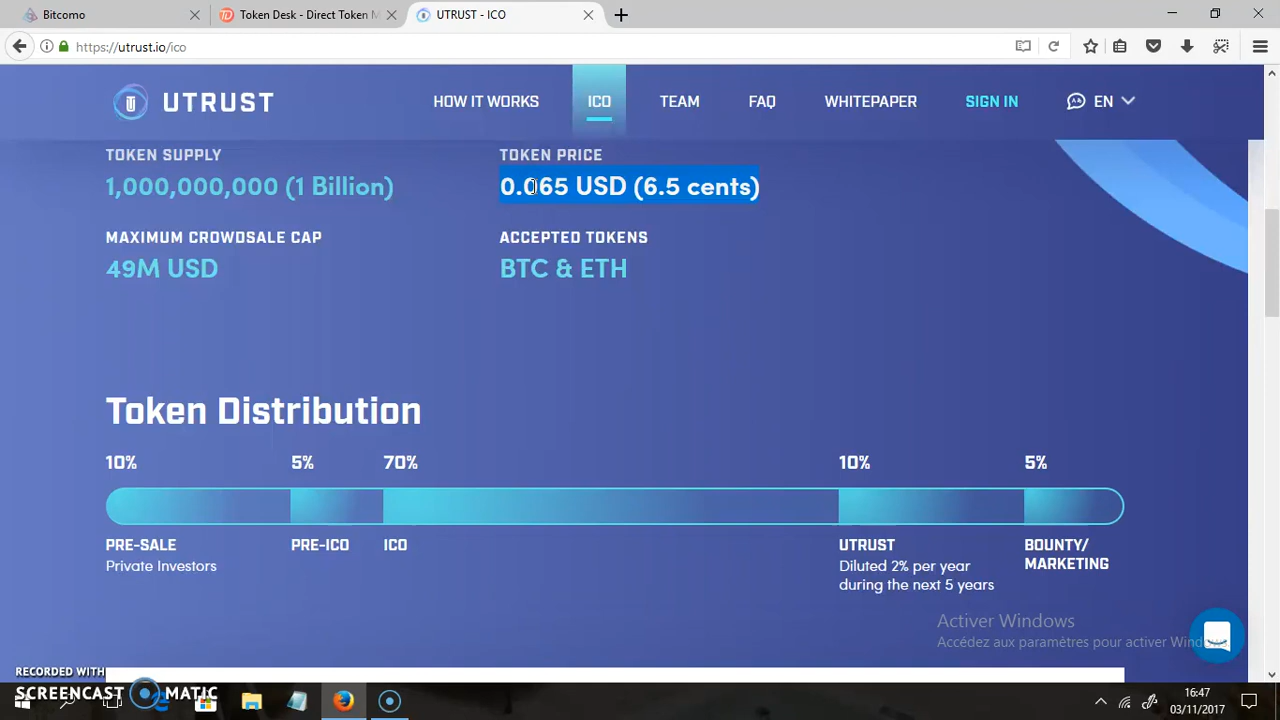 Bitcomo
Token Desk - Direct Token M
UTRUST - ICO
https://utrust.io/ico
UTRUST
HOW IT WORKS
ICO
TEAM
FAQ
WHITEPAPER
SIGN IN
EN
TOKEN SUPPLY
1,000,000,000 (1 Billion)
TOKEN PRICE
0.065 USD (6.5 cents)
MAXIMUM CROWDSALE CAP
49M USD
ACCEPTED TOKENS
BTC & ETH
Token Distribution
10%
5%
70%
10%
5%
PRE-SALE
Private Investors
PRE-ICO
ICO
UTRUST
Diluted 2% per year
during the next 5 years
BOUNTY/
MARKETING
Activer Windows
Accédez aux paramètres pour activer Windows.
RECORDED WITH
SCREENCAST MATIC
16:47
03/11/2017